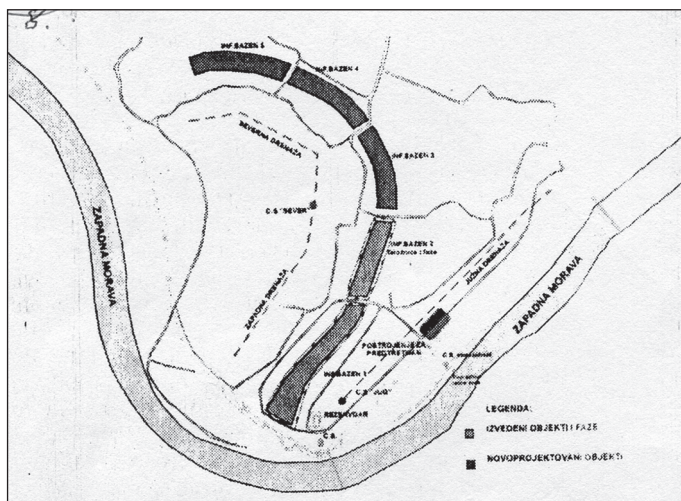 INF.BAZEN 5
INF.BAZEN 4
SEVERNA DRENAŽA
INF.BAZEN 3
C.S "SEVER"
INF.BAZEN 2
I faze
ZAPADNA MORAVA
ZAPADNA DRENAŽA
JUŽNA DRENAŽA
ZAPADNA MORAVA
POSTROJENJE ZA
PREDTRETMAN
C.S.
INF.BAZEN 1
C.S "JUG"
REZERVOAR
C.S.
LEGENDA:
IZVEDENI OBJEKTI I FAZE
NOVOPROJEKTOVANI OBJEKTI